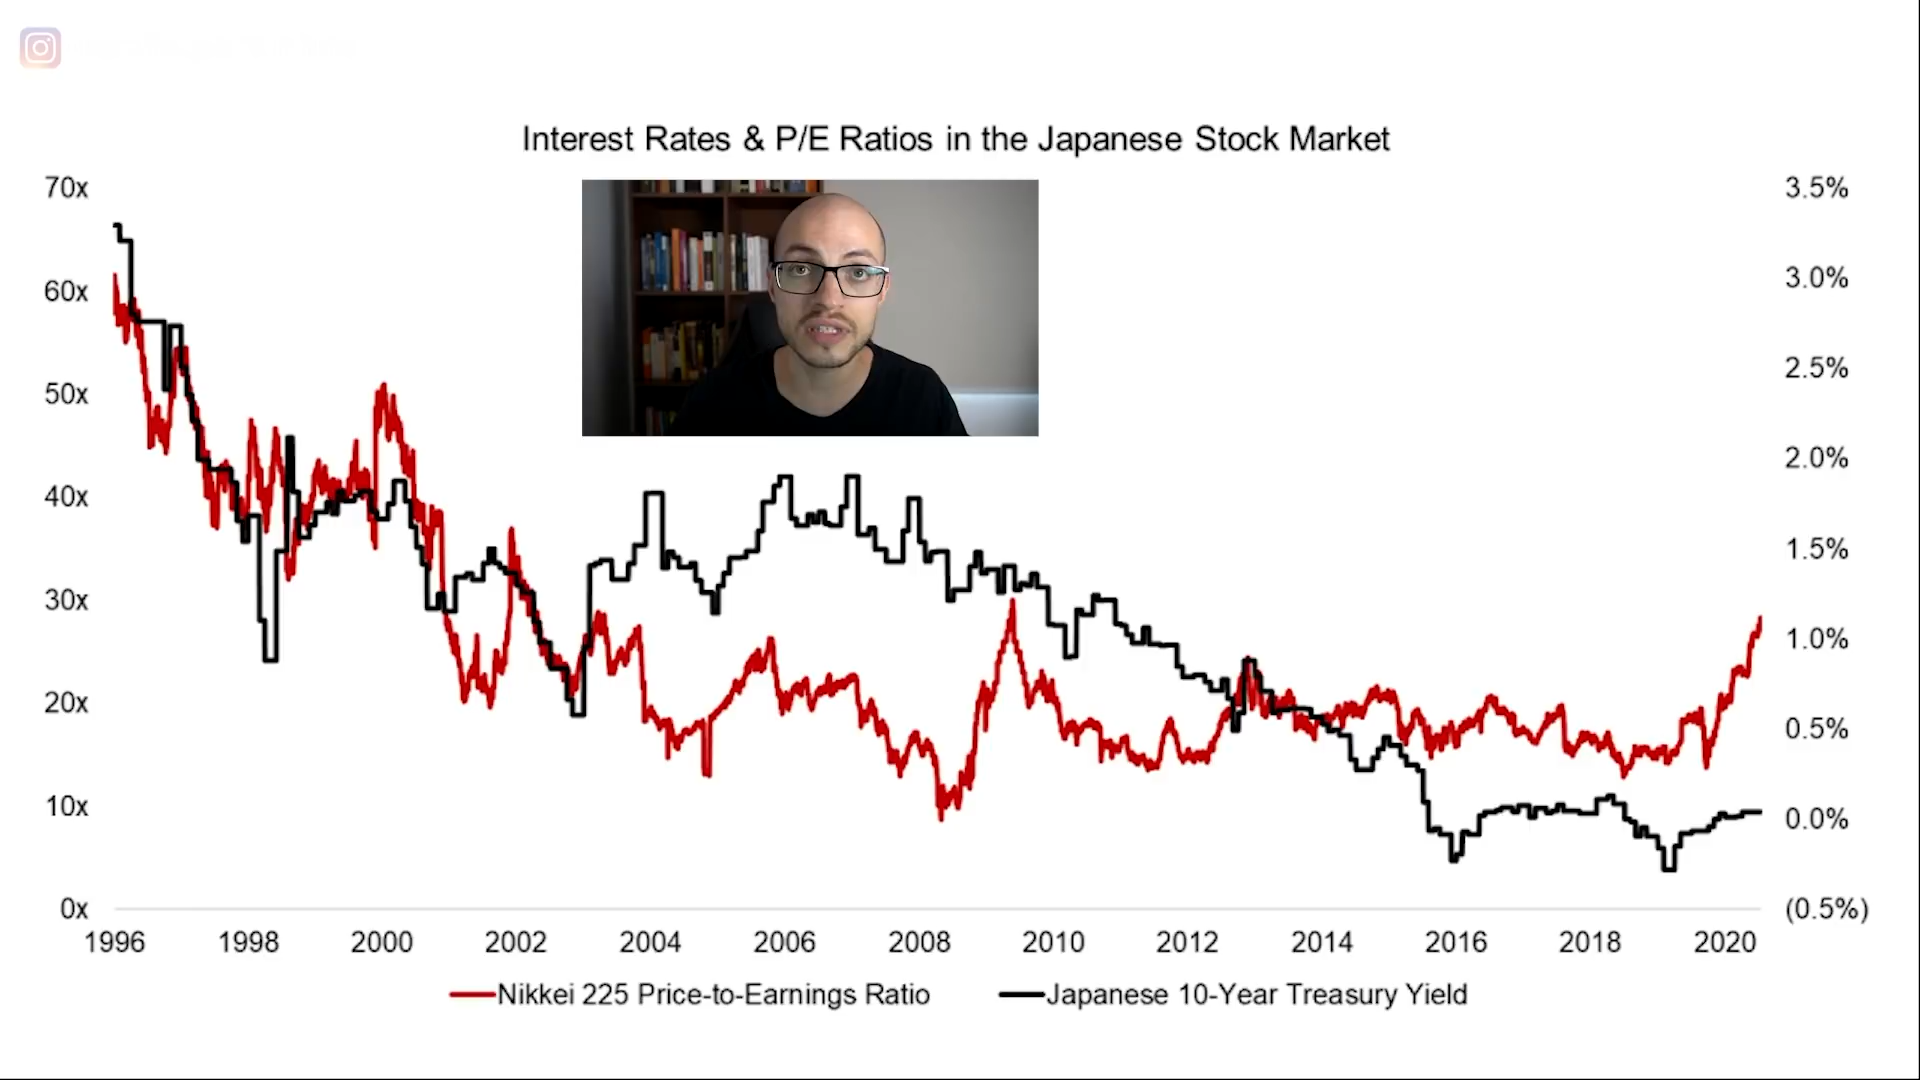 Interest Rates & P/E Ratios in the Japanese Stock Market
70x
60x
50x
40x
30x
20x
10x
0x
3.5%
3.0%
2.5%
2.0%
1.5%
1.0%
0.5%
0.0%
(0.5%)
1996 1998 2000 2002 2004 2006 2008 2010 2012 2014 2016 2018 2020
Nikkei 225 Price-to-Earnings Ratio Japanese 10-Year Treasury Yield